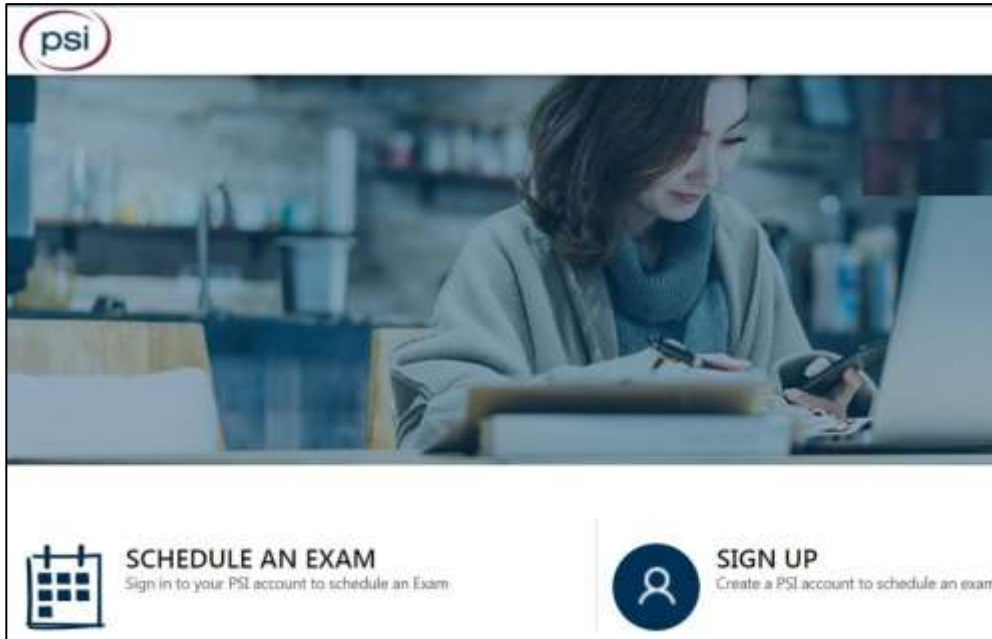 psi
SCHEDULE AN EXAM
Sign in to your PSI account to schedule an Exam
SIGN UP
Create a PSI account to schedule an exam